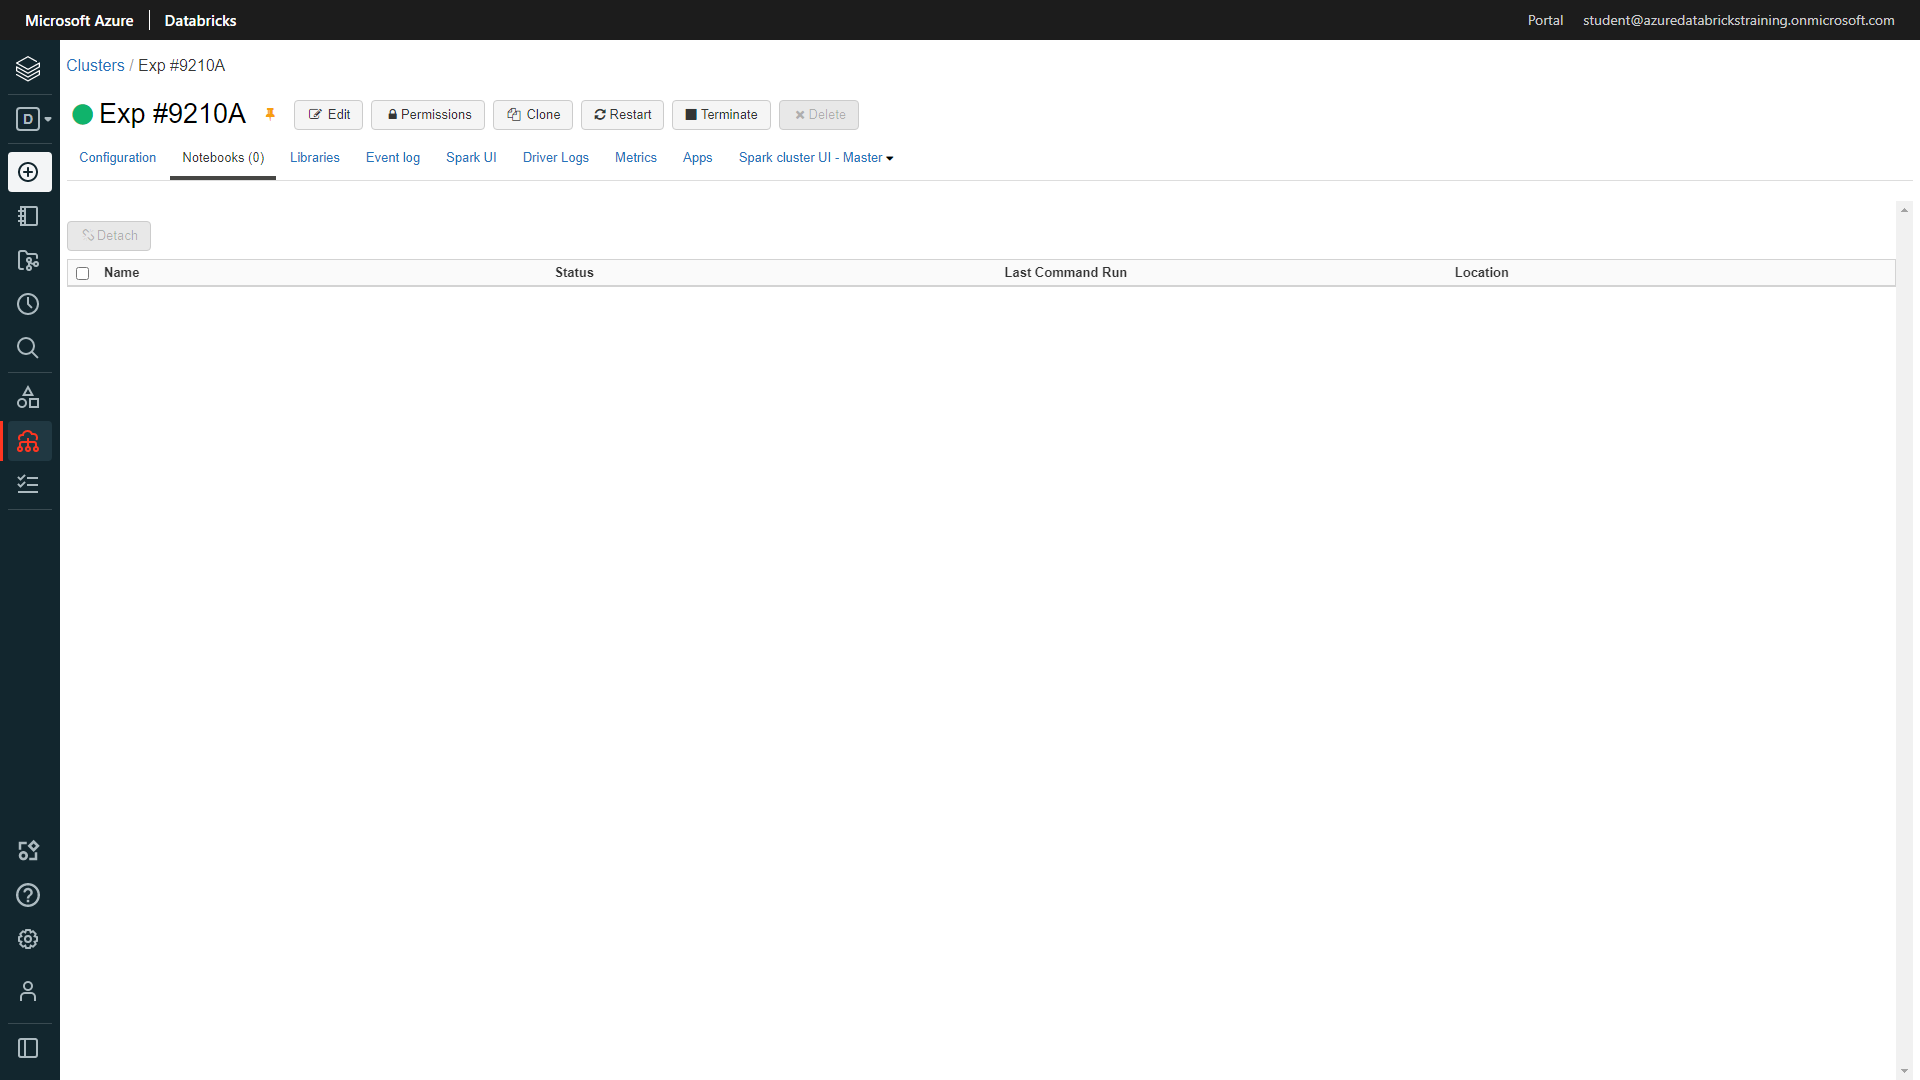 Microsoft Azure Databricks Portal student@azuredatabrickstraining.onmicrosoft.com
Clusters / Exp #9210A
D
Exp #9210A Edit Permissions Clone Restart Terminate Delete
Configuration Notebooks (0) Libraries Event log Spark UI Driver Logs Metrics Apps Spark cluster UI - Master
Detach
Name Status Last Command Run Location